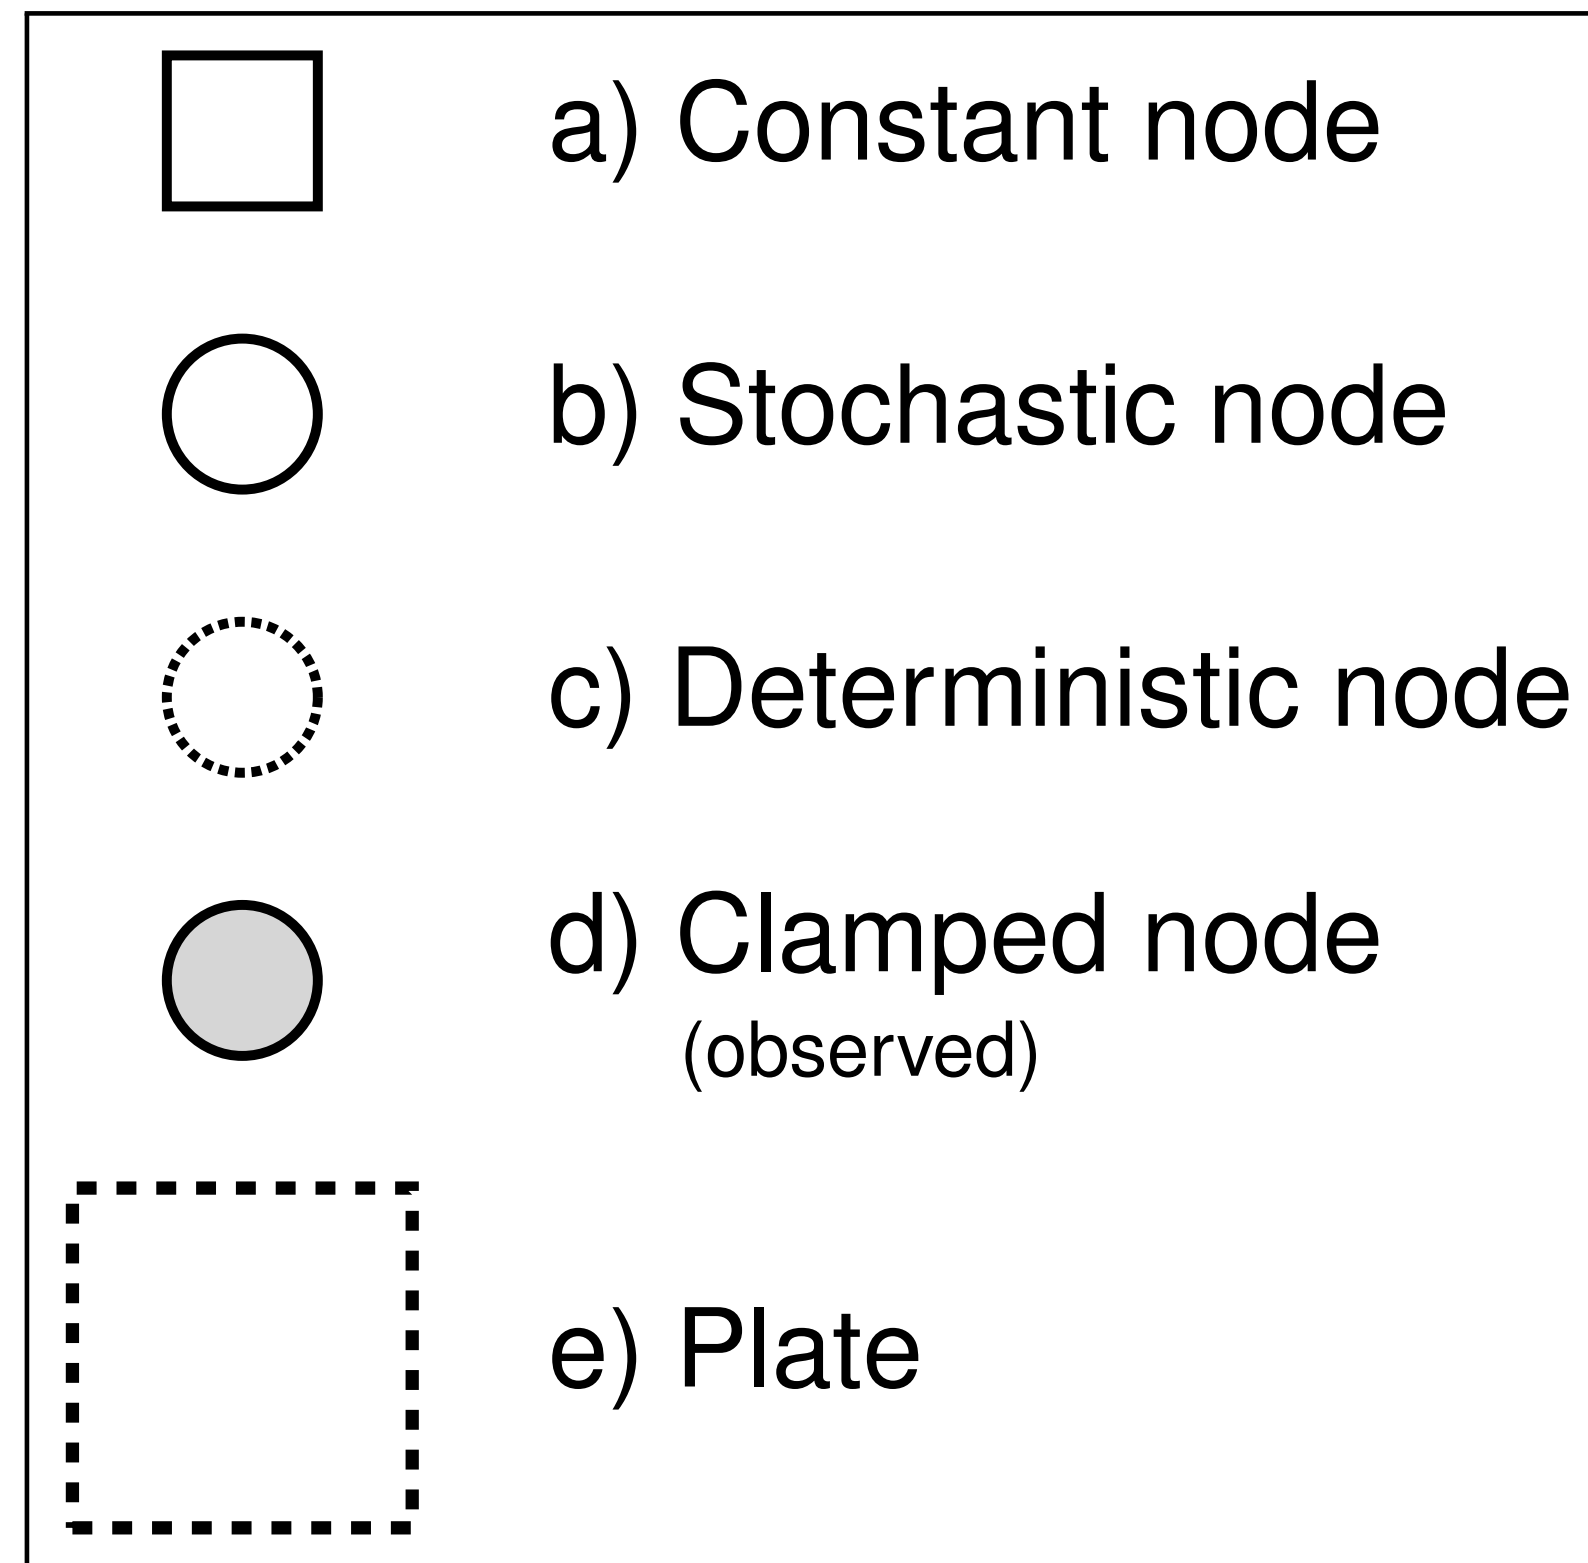 a) Constant node
b) Stochastic node
c) Deterministic node
d) Clamped node
(observed)
e) Plate